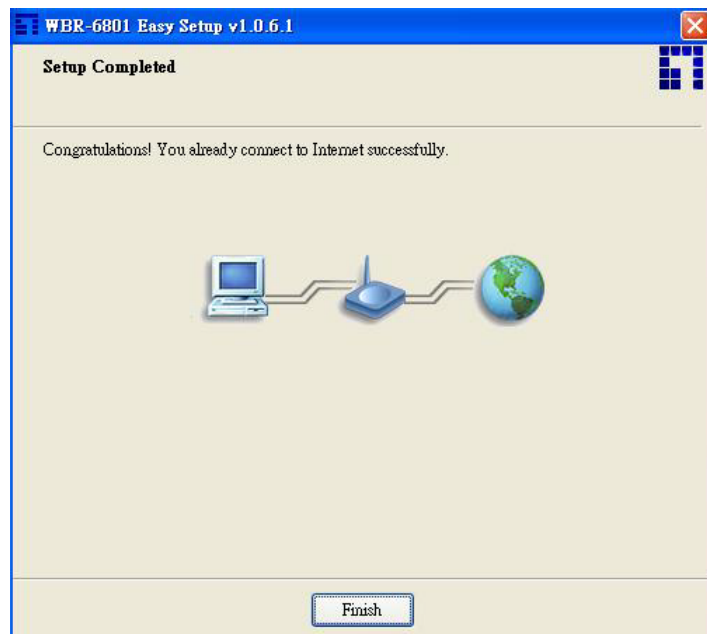 WBR-6801 Easy Setup v1.0.6.1
Setup Completed
Congratulations! You already connect to Internet successfully.
Finish